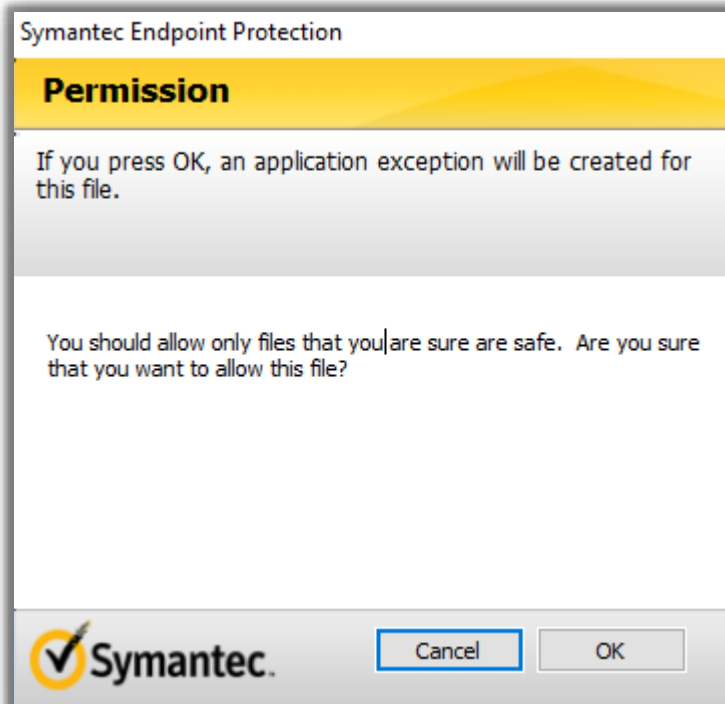 Symantec Endpoint Protection
Permission
If you press OK, an application exception will be created for
this file.
You should allow only files that you are sure are safe.  Are you sure
that you want to allow this file?
Symantec.
Cancel
OK